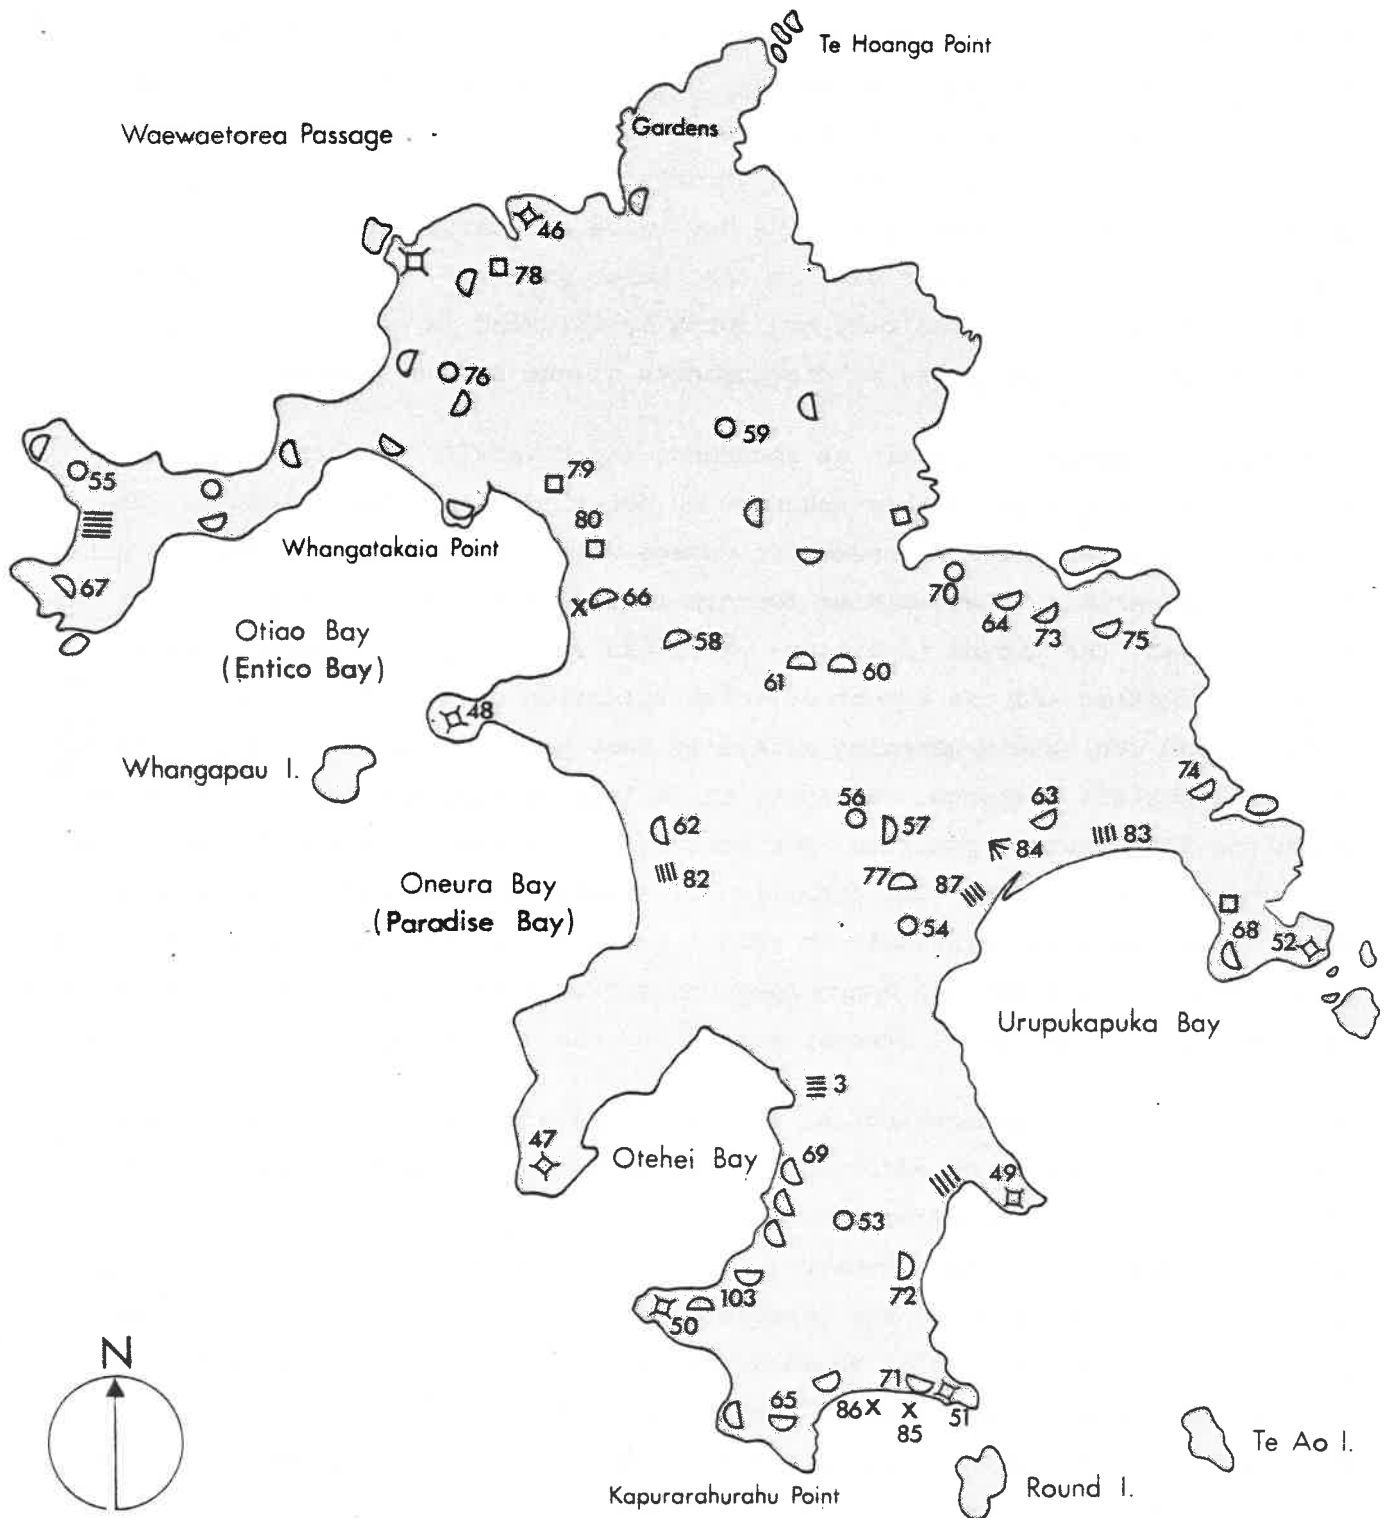 Te Hoanga Point
Gardens
Waewaetorea Passage
46
78
76
59
79
55
80
Whangatakaia Point
67
66
70
64
73
75
Otiao Bay
(Entico Bay)
58
61
60
48
Whangapau I.
74
56
63
62
57
84
83
82
77
87
Oneura Bay
(Paradise Bay)
54
68
52
Urupukapuka Bay
3
47
Otehei Bay
69
49
53
103
72
50
N
71
65
86
X
X
85
51
Te Ao I.
Round I.
Kapurarahurahu Point